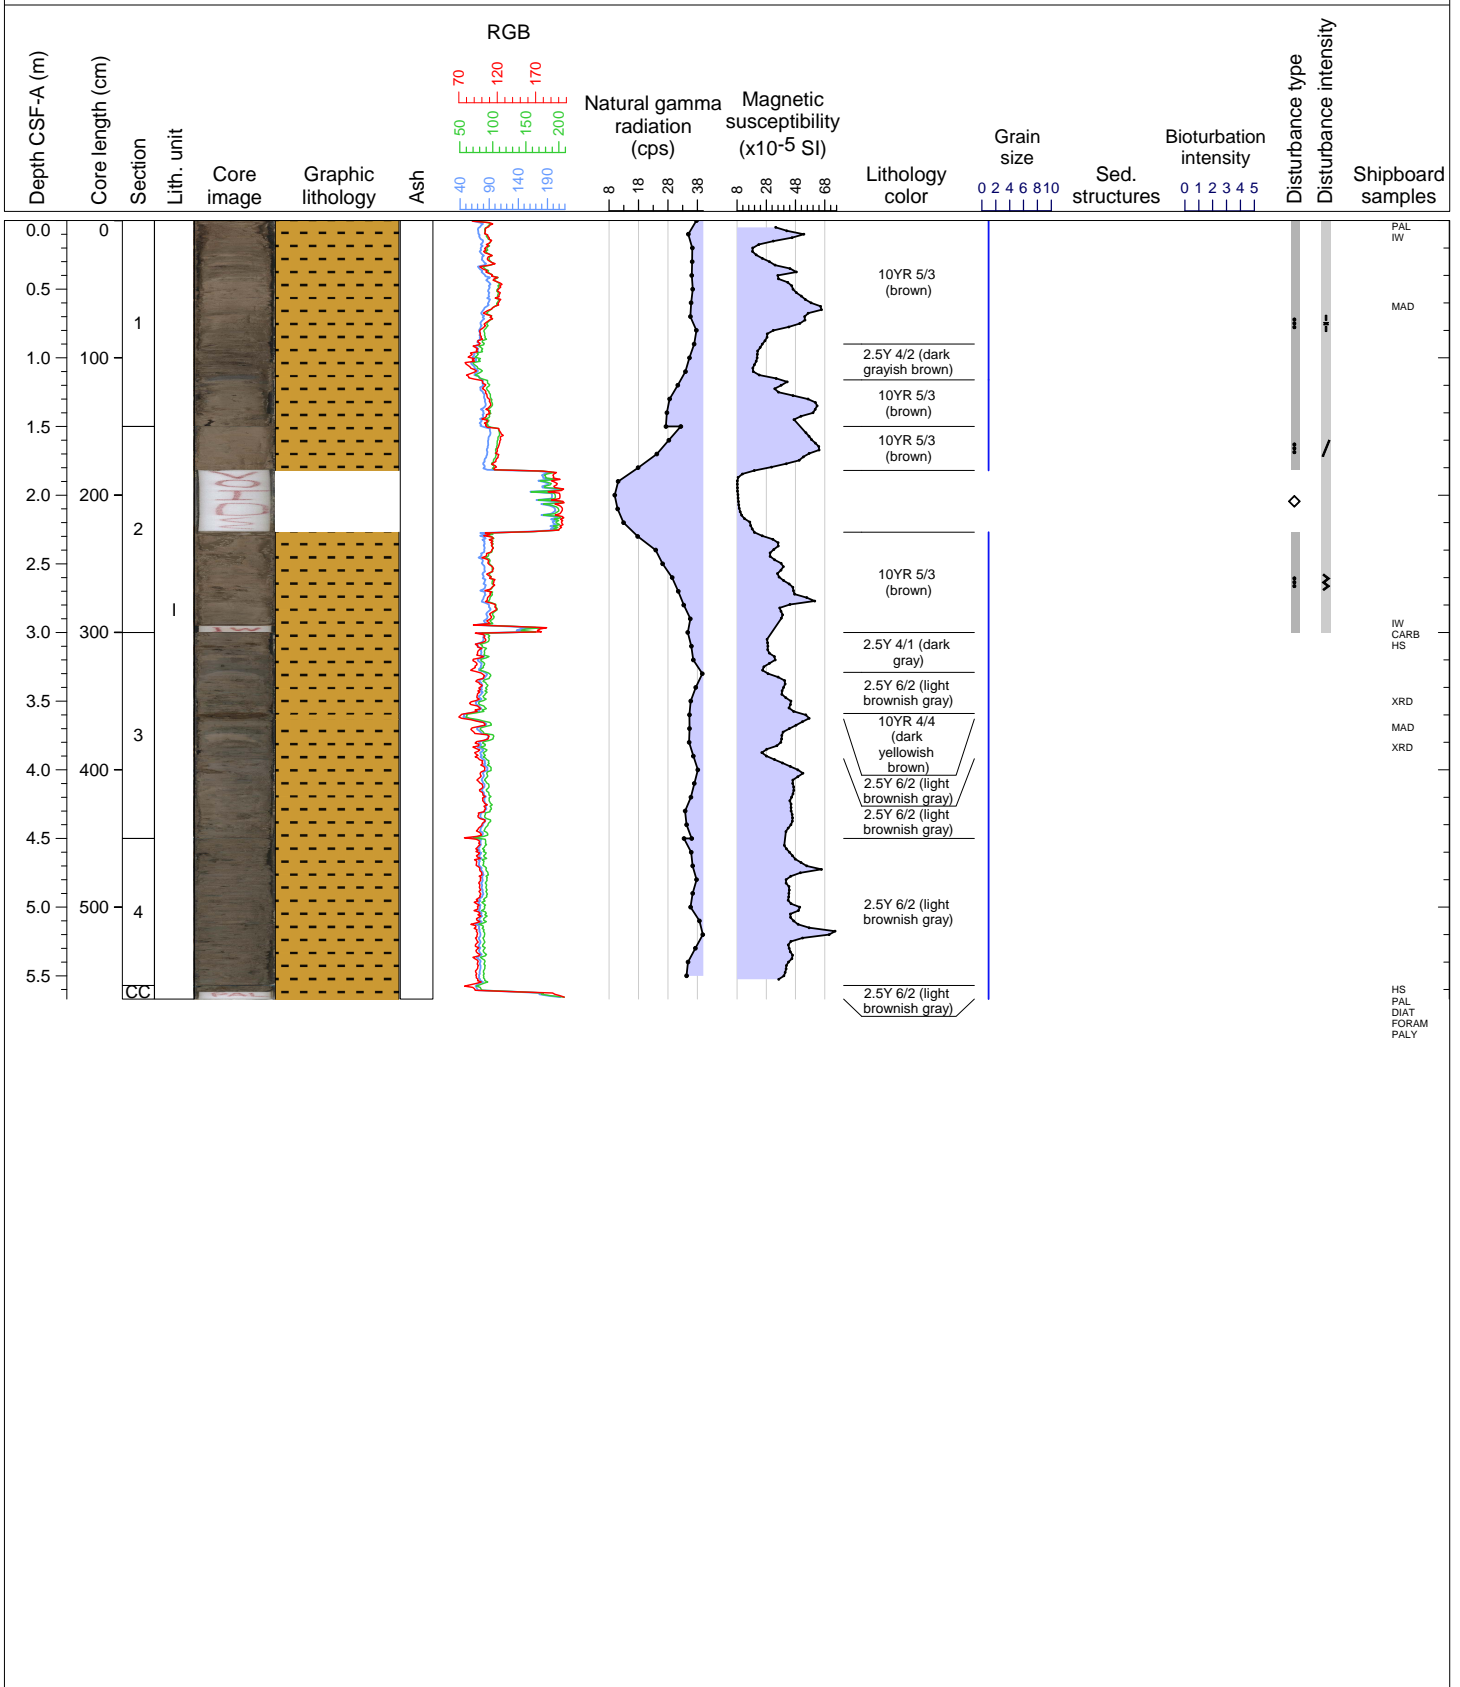 RGB
70 120 170
50 100 150 200
40 90 140 190
Depth CSF-A (m)
Core length (cm)
Section
Lith. unit
Core
image
Graphic
lithology
Ash
Natural gamma
radiation
(cps)
8 18 28 38
Magnetic
susceptibility
(x10-5 SI)
8 28 48 68
Lithology
color
Grain
size
0 2 4 6 8 10
Sed.
structures
Bioturbation
intensity
0 1 2 3 4 5
Disturbance type
Disturbance intensity
Shipboard
samples
0.0
0.5
1.0
1.5
2.0
2.5
3.0
3.5
4.0
4.5
5.0
5.5
0
100
200
300
400
500
1
2
3
4
CC
I
VOID
IW
PAL
10YR 5/3
(brown)
2.5Y 4/2 (dark
grayish brown)
10YR 5/3
(brown)
10YR 5/3
(brown)
10YR 5/3
(brown)
2.5Y 4/1 (dark
gray)
2.5Y 6/2 (light
brownish gray)
10YR 4/4
(dark
yellowish
brown)
2.5Y 6/2 (light
brownish gray)
2.5Y 6/2 (light
brownish gray)
2.5Y 6/2 (light
brownish gray)
2.5Y 6/2 (light
brownish gray)
PAL
IW
MAD
IW
CARB
HS
XRD
MAD
XRD
HS
PAL
DIAT
FORAM
PALY